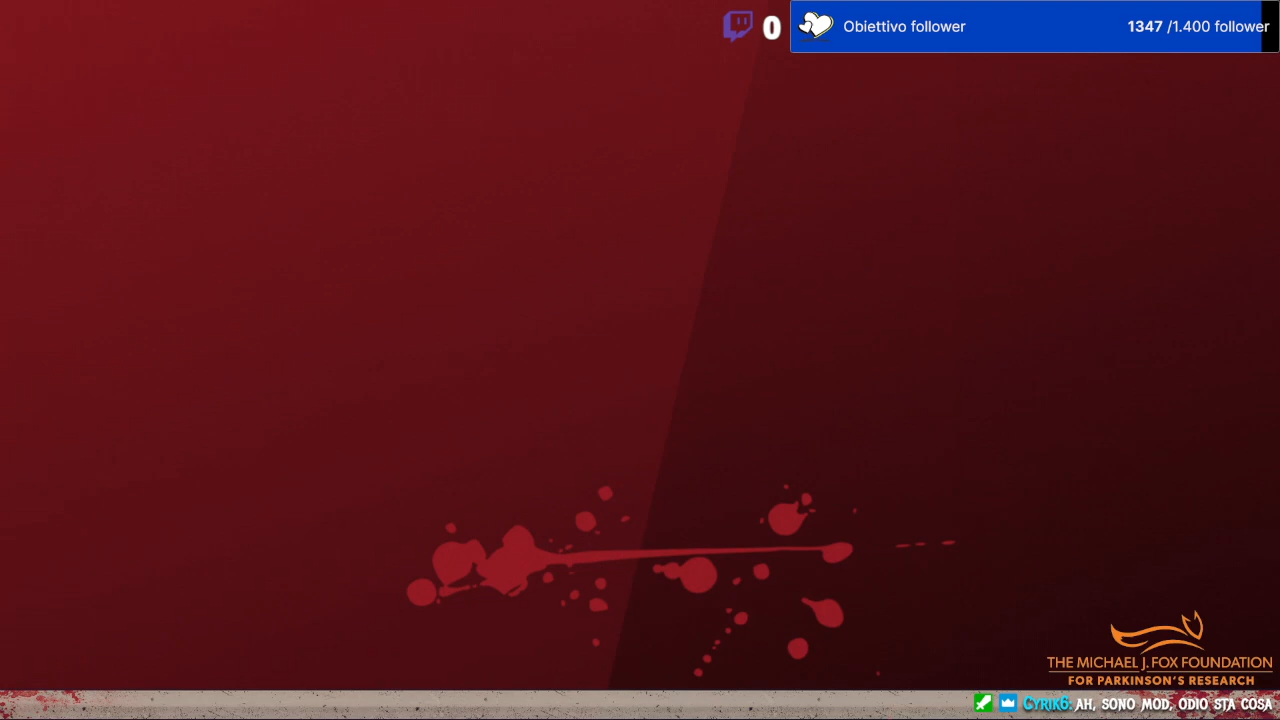 0
Obiettivo follower
1347 /1.400 follower
THE MICHAEL J. FOX FOUNDATION
FOR PARKINSON'S RESEARCH
CYRIK6: AH, SONO MOD, ODIO STA COSA